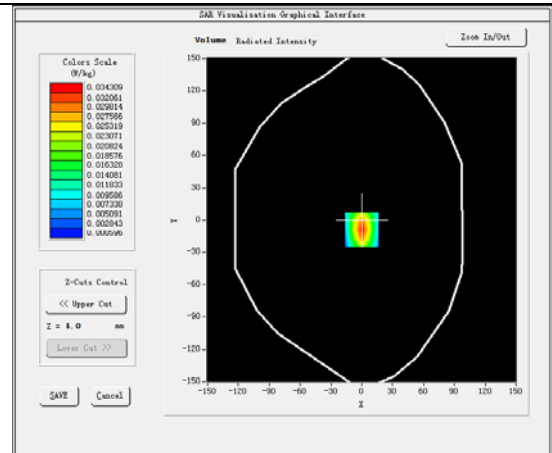 SAR Visualisation Graphical Interface
Volume Radiated Intensity
Zoom In/Out
Colors Scale
(W/kg)
0.034309
0.032061
0.029814
0.027566
0.025319
0.023071
0.020824
0.018576
0.016328
0.014081
0.011833
0.009586
0.007338
0.005091
0.002843
0.000596
150
120
90
60
30
0
-30
-60
-90
-120
-150
Y
-150 -120 -90 -60 -30 0 30 60 90 120 150
X
Z-Cuts Control
<< Upper Cut
Z = 4.0 mm
Lower Cut >>
SAVE Cancel